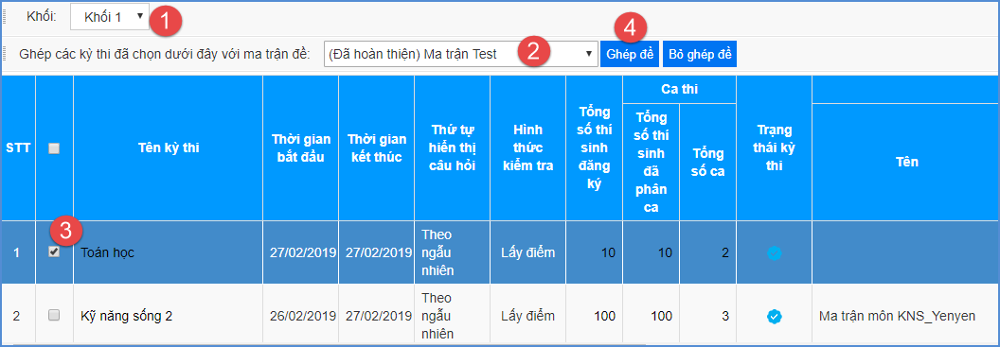 Khối: Khối 1 1
4
Ghép các kỳ thi đã chọn dưới đây với ma trận đề: (Đã hoàn thiện) Ma trận Test 2 Ghép đề Bỏ ghép đề
STT Tên kỳ thi Thời gian bắt đầu Thời gian kết thúc Thứ tự hiển thị câu hỏi Hình thức kiểm tra Tổng số thí sinh đăng ký Ca thi Tổng số thí sinh đã phân ca Tổng số ca Trạng thái kỳ thi Tên
3
1 Toán học 27/02/2019 27/02/2019 Theo ngẫu nhiên Lấy điểm 10 10 2
2 Kỹ năng sống 2 26/02/2019 27/02/2019 Theo ngẫu nhiên Lấy điểm 100 100 3 Ma trận môn KNS_Yenyen